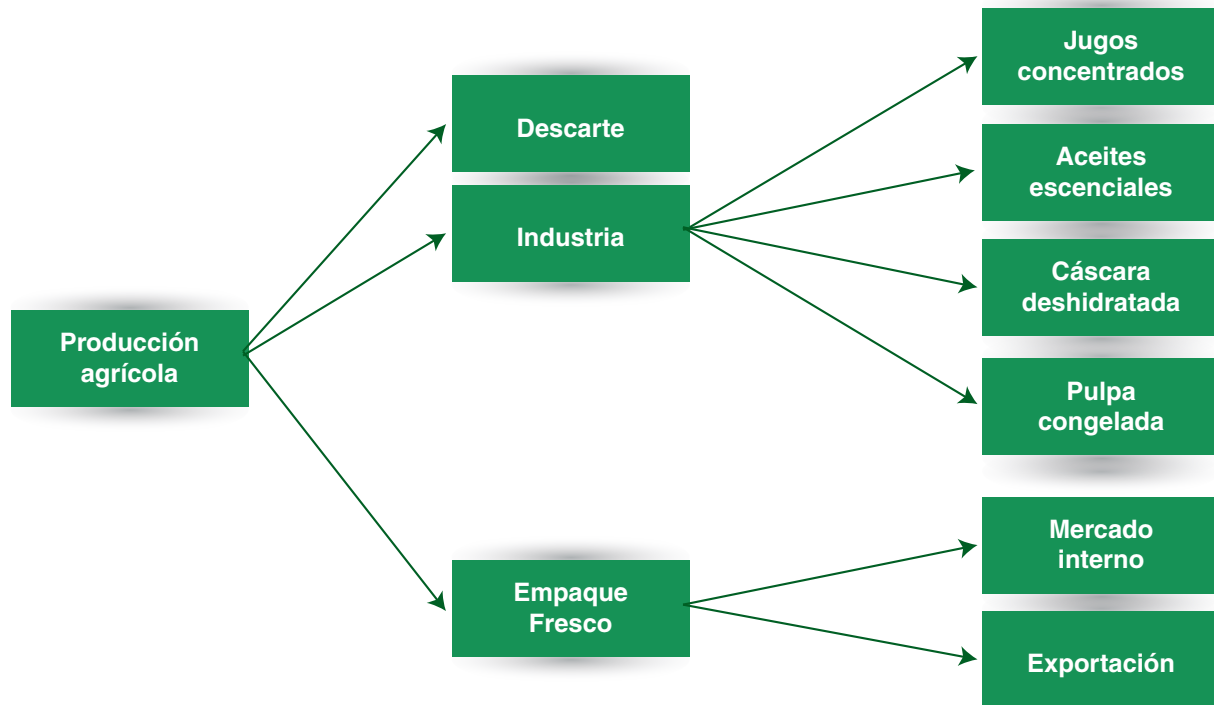 Producción
agrícola
Descarte
Industria
Empaque
Fresco
Jugos
concentrados
Aceites
escenciales
Cáscara
deshidratada
Pulpa
congelada
Mercado
interno
Exportación